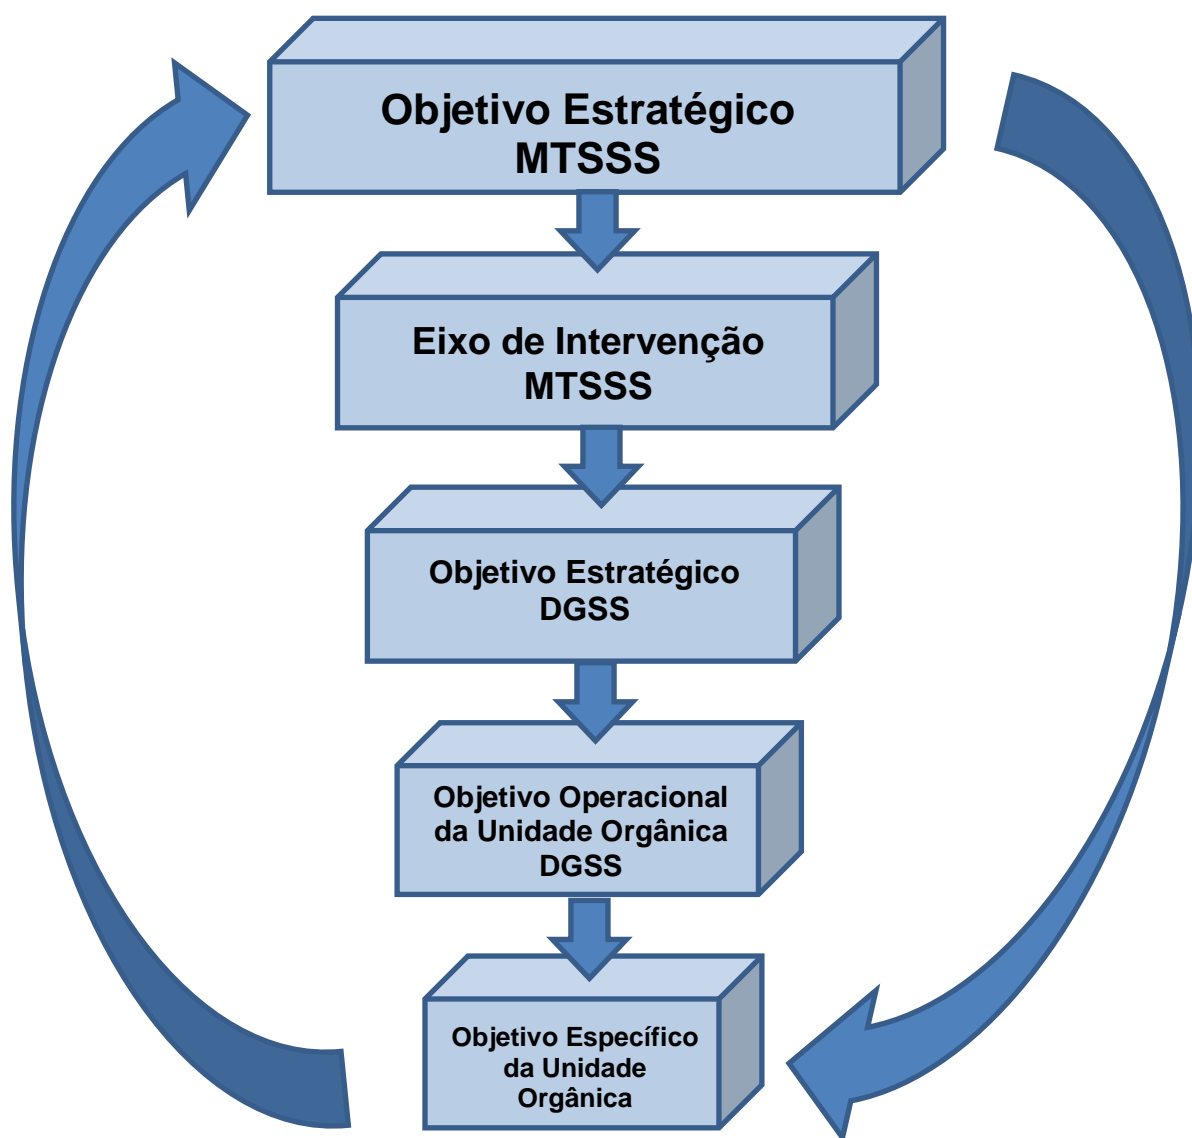 Objetivo Estratégico
MTSSS
Eixo de Intervenção
MTSSS
Objetivo Estratégico
DGSS
Objetivo Operacional
da Unidade Orgânica
DGSS
Objetivo Específico
da Unidade
Orgânica